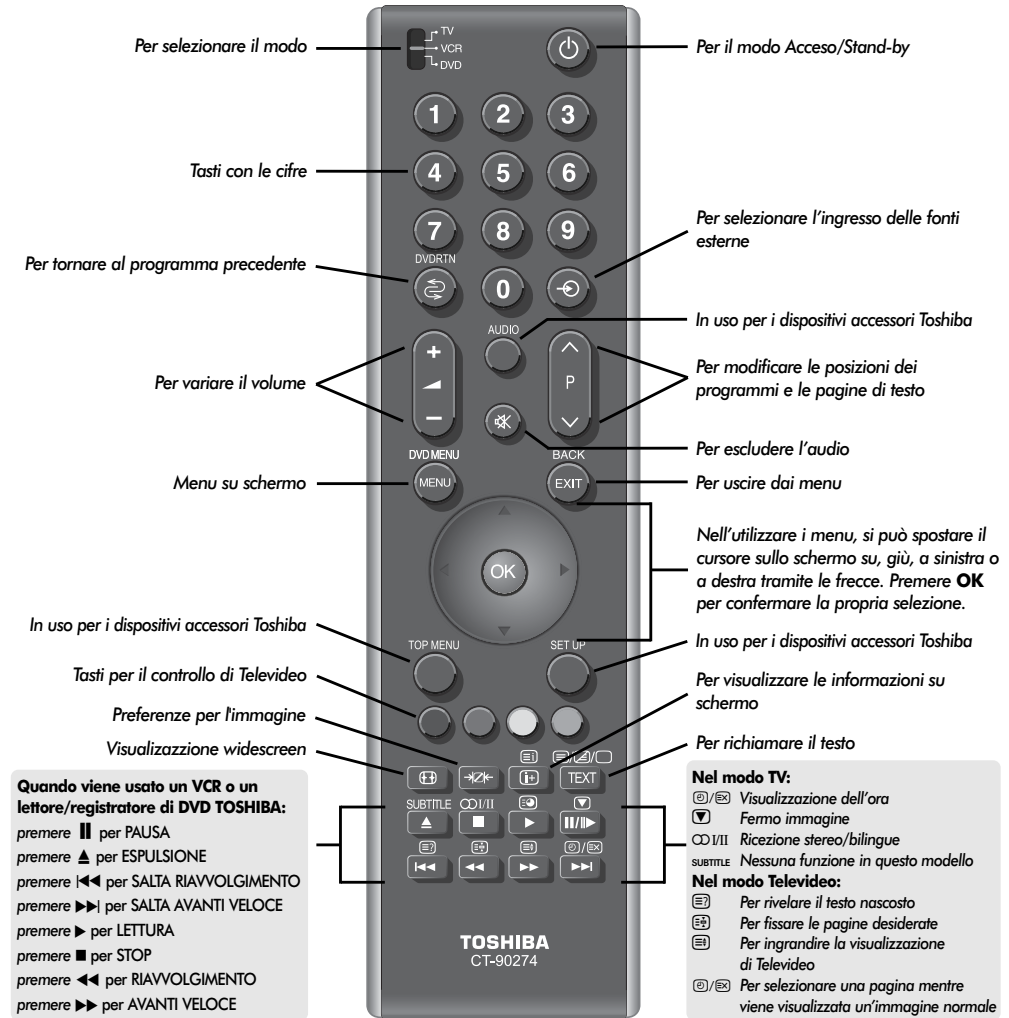 Per selezionare il modo
TV
VCR
DVD
Per il modo Acceso/Stand-by
1 2 3
Tasti con le cifre
4 5 6
Per selezionare l'ingresso delle fonti
esterne
7 8 9
DVDRTN
Per tornare al programma precedente
0
AUDIO
In uso per i dispositivi accessori Toshiba
+
P
−
Per variare il volume
Per modificare le posizioni dei
programmi e le pagine di testo
Per escludere l'audio
DVD MENU
BACK
Menu su schermo
MENU
EXIT
Per uscire dai menu
Nell'utilizzare i menu, si può spostare il
cursore sullo schermo su, giù, a sinistra o
a destra tramite le frecce. Premere OK
per confermare la propria selezione.
OK
In uso per i dispositivi accessori Toshiba
TOP MENU
SET UP
In uso per i dispositivi accessori Toshiba
Tasti per il controllo di Televideo
Per visualizzare le informazioni su
schermo
Preferenze per l'immagine
Visualizazzione widescreen
i+
TEXT
Per richiamare il testo
SUBTITLE I/II
Quando viene usato un VCR o un
lettore/registratore di DVD TOSHIBA:
premere II per PAUSA
premere ▲ per ESPULSIONE
premere |◀◀ per SALTA RIAVVOLGIMENTO
premere ▶▶| per SALTA AVANTI VELOCE
premere ▶ per LETTURA
premere ■ per STOP
premere ◀◀ per RIAVVOLGIMENTO
premere ▶▶ per AVANTI VELOCE
TOSHIBA
CT-90274
Nel modo TV:
Visualizzazione dell'ora
Fermo immagine
I/II Ricezione stereo/bilingue
SUBTITLE Nessuna funzione in questo modello
Nel modo Televideo:
Per rivelare il testo nascosto
Per fissare le pagine desiderate
Per ingrandire la visualizzazione
di Televideo
Per selezionare una pagina mentre
viene visualizzata un'immagine normale